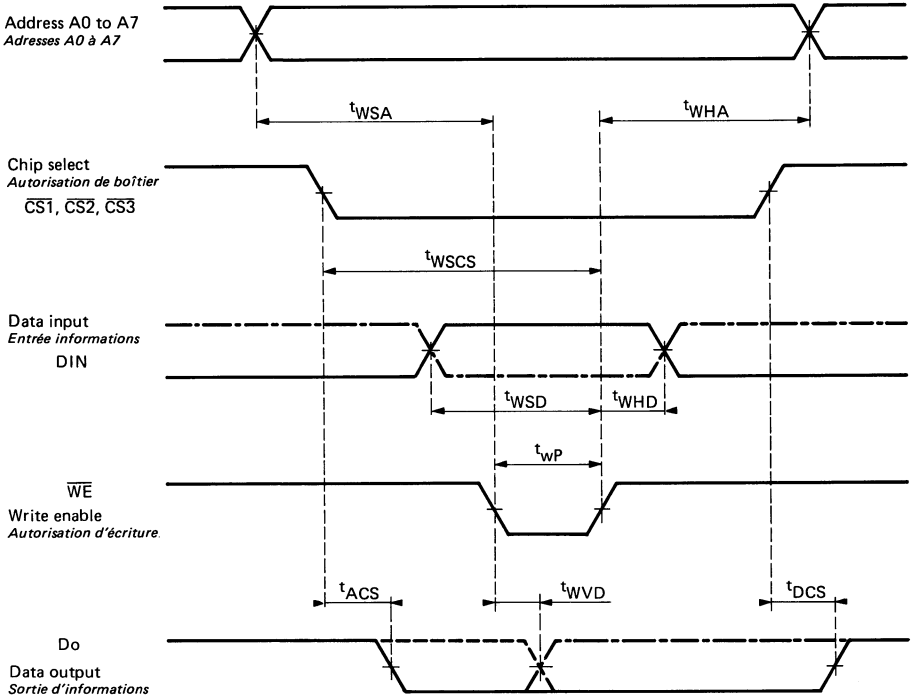 Address A0 to A7
Adresses A0 à A7
tWSA
tWHA
Chip select
Autorisation de boîtier
CS1, CS2, CS3
tWSCS
Data input
Entrée informations
DIN
tWSD
tWHD
twP
WE
Write enable
Autorisation d'écriture
tACS
tWVD
tDCS
Do
Data output
Sortie d'informations